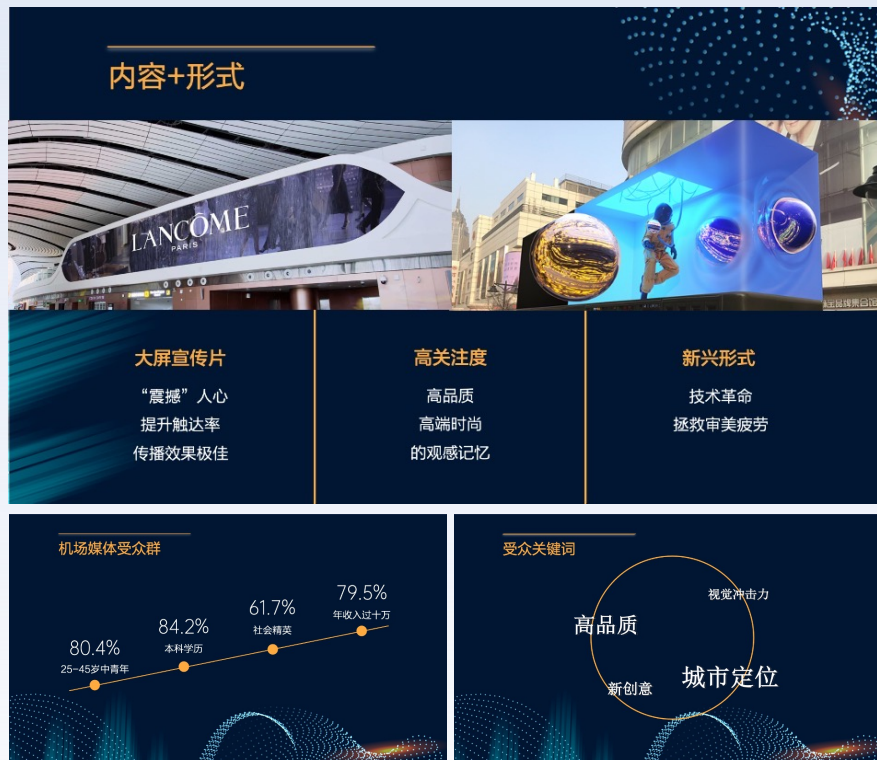 内容+形式
LANCÔME
PARIS
大屏宣传片
“震撼”人心
提升触达率
传播效果极佳
高关注度
高品质
高端时尚
的观感记忆
新兴形式
技术革命
拯救审美疲劳
机场媒体受众群
79.5%
年收入过十万
61.7%
社会精英
84.2%
本科学历
80.4%
25-45岁中青年
受众关键词
视觉冲击力
高品质
城市定位
新创意